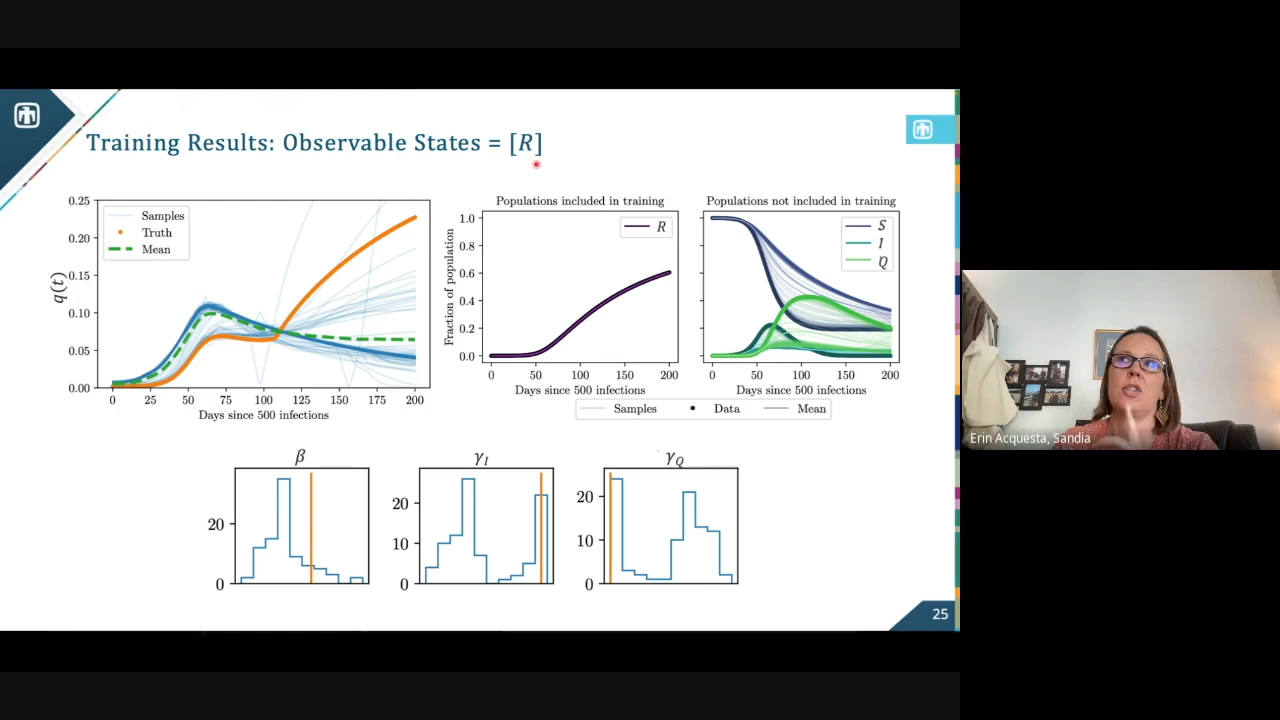 Training Results: Observable States = [R]
0.25
0.20
0.15
0.10
0.05
0.00
q(t)
Samples
Truth
Mean
0 25 50 75 100 125 150 175 200
Days since 500 infections
Populations included in training
Fraction of population
1.0
0.8
0.6
0.4
0.2
0.0
R
0 50 100 150 200
Days since 500 infections
Populations not included in training
S
I
Q
0 50 100 150 200
Days since 500 infections
Samples Data Mean
β
20
0
γI
20
10
0
γQ
20
10
0
25
Erin Acquesta, Sandia